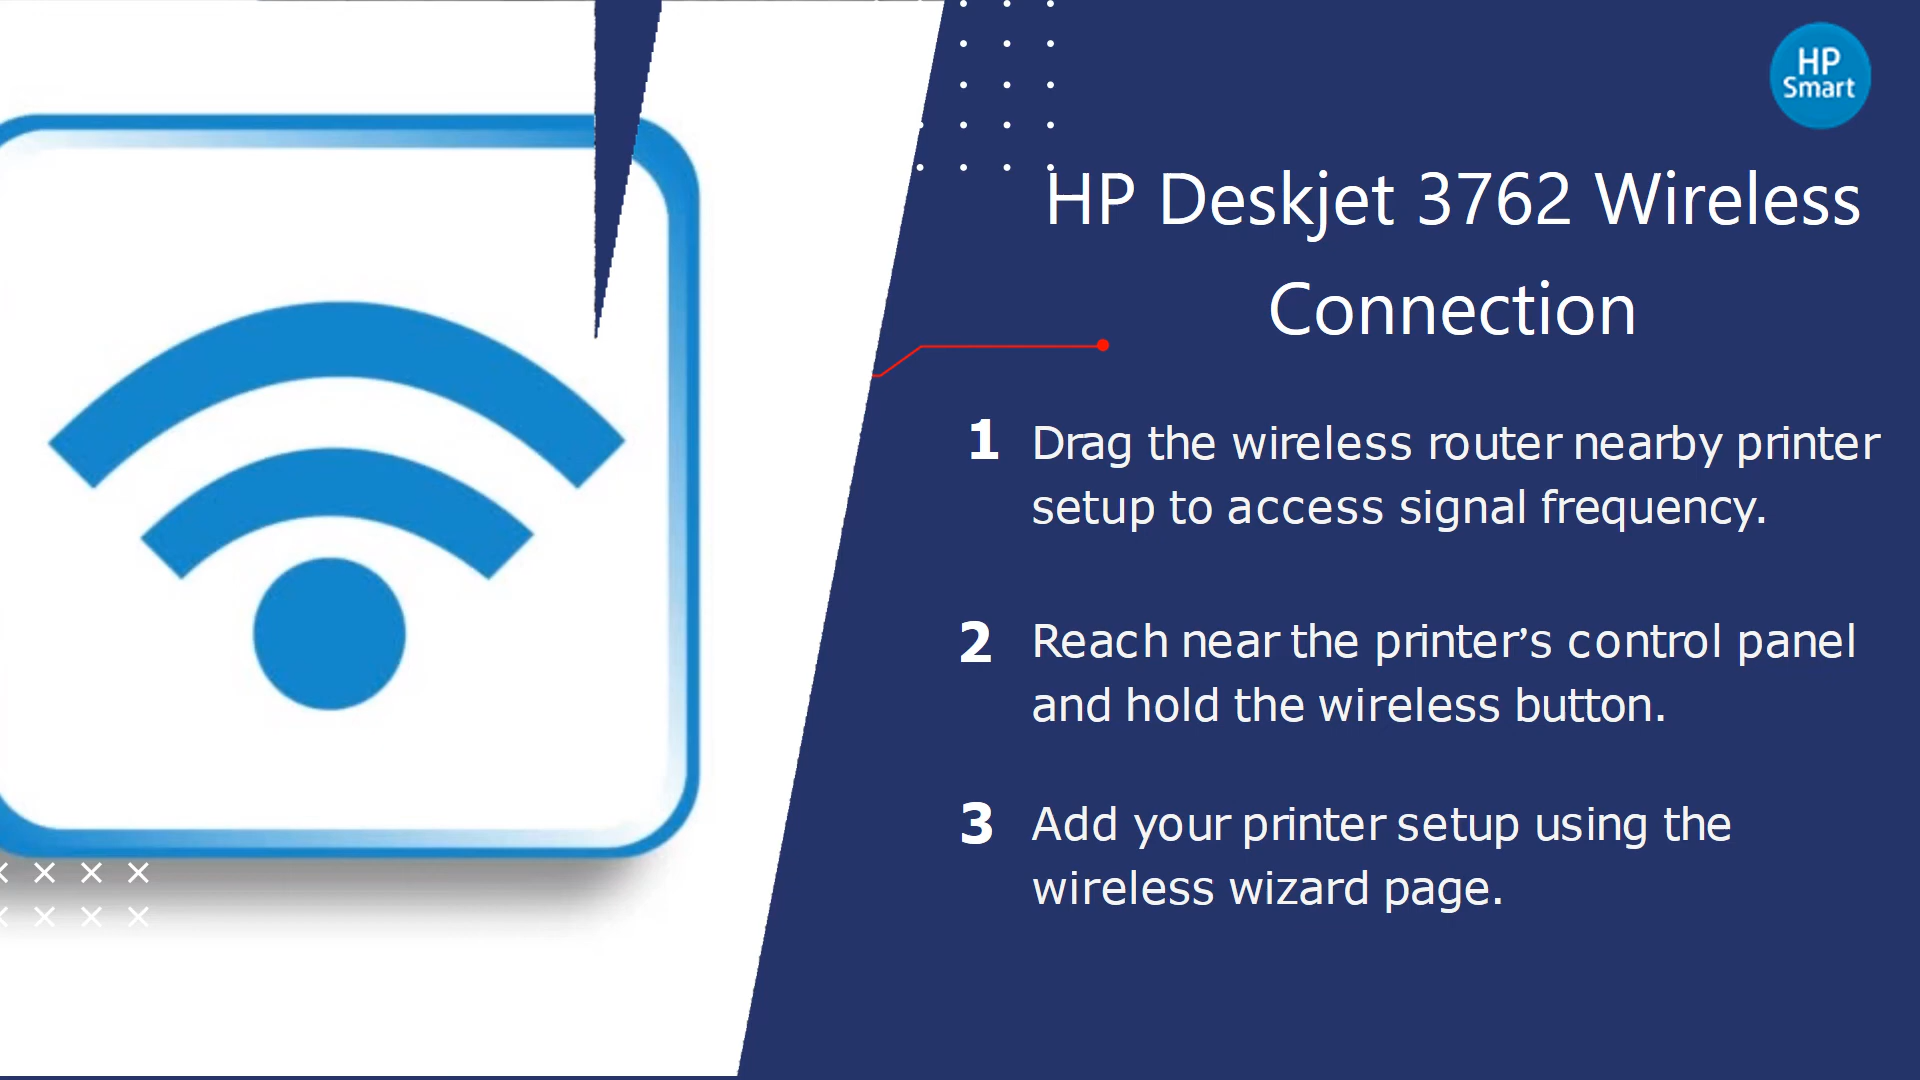 HP
Smart
HP Deskjet 3762 Wireless
Connection
1 Drag the wireless router nearby printer
setup to access signal frequency.
2 Reach near the printer’s control panel
and hold the wireless button.
3 Add your printer setup using the
wireless wizard page.